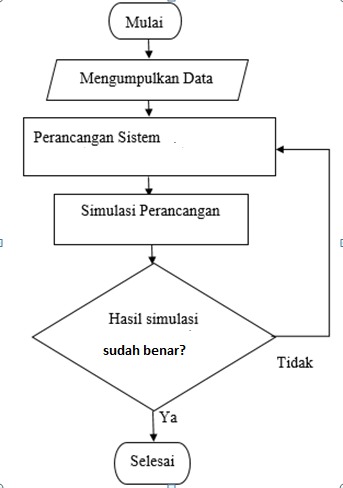 Mulai
Mengumpulkan Data
Perancangan Sistem
Simulasi Perancangan
Hasil simulasi
sudah benar?
Tidak
Ya
Selesai